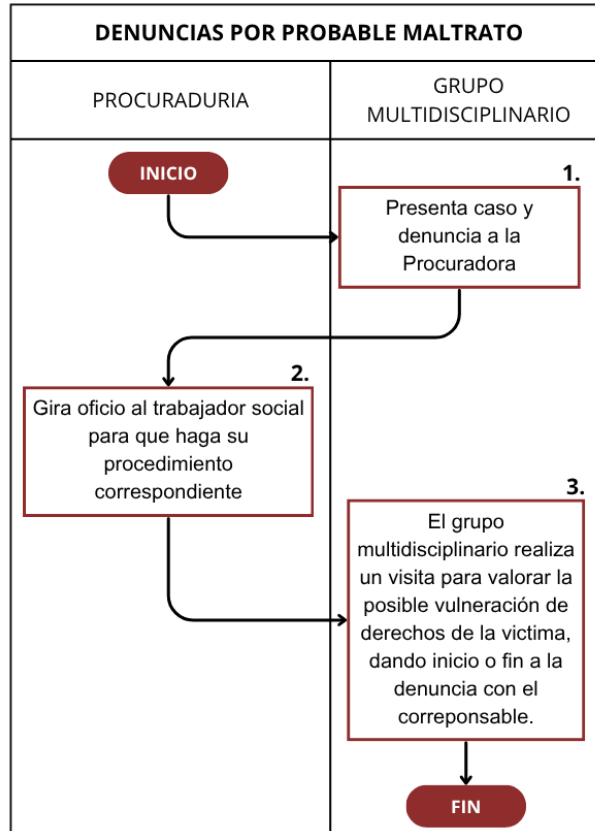 DENUNCIAS POR PROBABLE MALTRATO
PROCURADURIA
GRUPO
MULTIDISCIPLINARIO
INICIO
1.
Presenta caso y
denuncia a la
Procuradora
2.
Gira oficio al trabajador social
para que haga su
procedimiento
correspondiente
3.
El grupo
multidisciplinario realiza
un visita para valorar la
posible vulneración de
derechos de la victima,
dando inicio o fin a la
denuncia con el
correponsable.
FIN